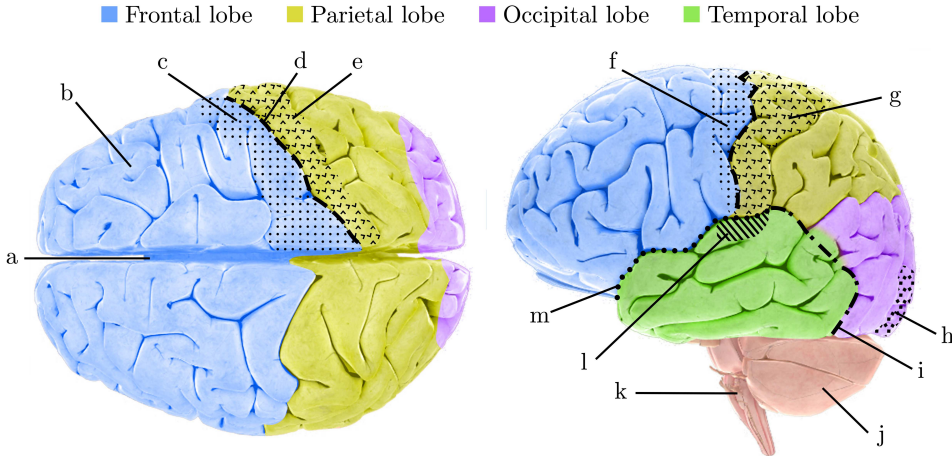 Frontal lobe Parietal lobe Occipital lobe Temporal lobe
c d e
b
a
f
g
m
l
h
i
k
j